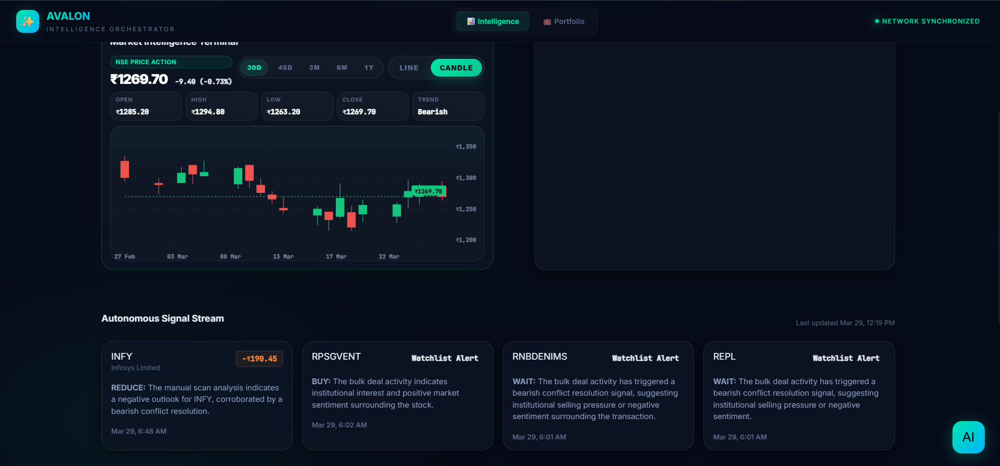 AVALON
INTELLIGENCE ORCHESTRATOR
Intelligence
Portfolio
NETWORK SYNCHRONIZED
Market Intelligence Terminal
NSE PRICE ACTION
₹1269.70 -9.40 (-0.73%)
30D 45D 3M 6M 1Y
LINE CANDLE
OPEN
₹1285.20
HIGH
₹1294.80
LOW
₹1263.20
CLOSE
₹1269.70
TREND
Bearish
₹1,350
₹1,300
₹1269.70
₹1,250
₹1,200
27 Feb 03 Mar 08 Mar 13 Mar 17 Mar 22 Mar
Autonomous Signal Stream
Last updated Mar 29, 12:19 PM
INFY
-₹190.45
Infosys Limited
REDUCE: The manual scan analysis indicates
a negative outlook for INFY, corroborated by a
bearish conflict resolution.
Mar 29, 6:48 AM
RPSGVENT
Watchlist Alert
BUY: The bulk deal activity indicates
institutional interest and positive market
sentiment surrounding the stock.
Mar 29, 6:02 AM
RNBDENIMS
Watchlist Alert
WAIT: The bulk deal activity has triggered a
bearish conflict resolution signal, suggesting
institutional selling pressure or negative
sentiment surrounding the transaction.
Mar 29, 6:01 AM
REPL
Watchlist Alert
WAIT: The bulk deal activity has triggered a
bearish conflict resolution signal, suggesting
institutional selling pressure or negative
sentiment.
Mar 29, 6:01 AM
AI